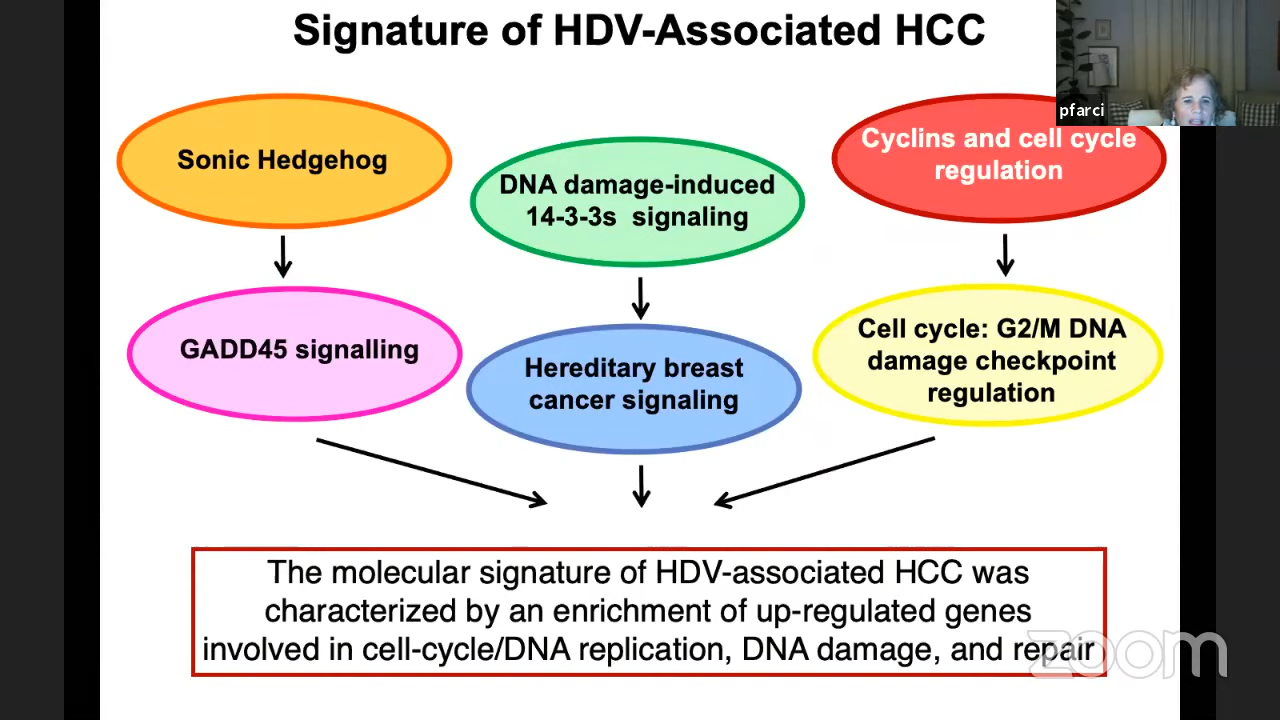 Signature of HDV-Associated HCC
pfarci
Sonic Hedgehog
DNA damage-induced
14-3-3s signaling
Cyclins and cell cycle
regulation
GADD45 signalling
Hereditary breast
cancer signaling
Cell cycle: G2/M DNA
damage checkpoint
regulation
The molecular signature of HDV-associated HCC was
characterized by an enrichment of up-regulated genes
involved in cell-cycle/DNA replication, DNA damage, and repair
zoom